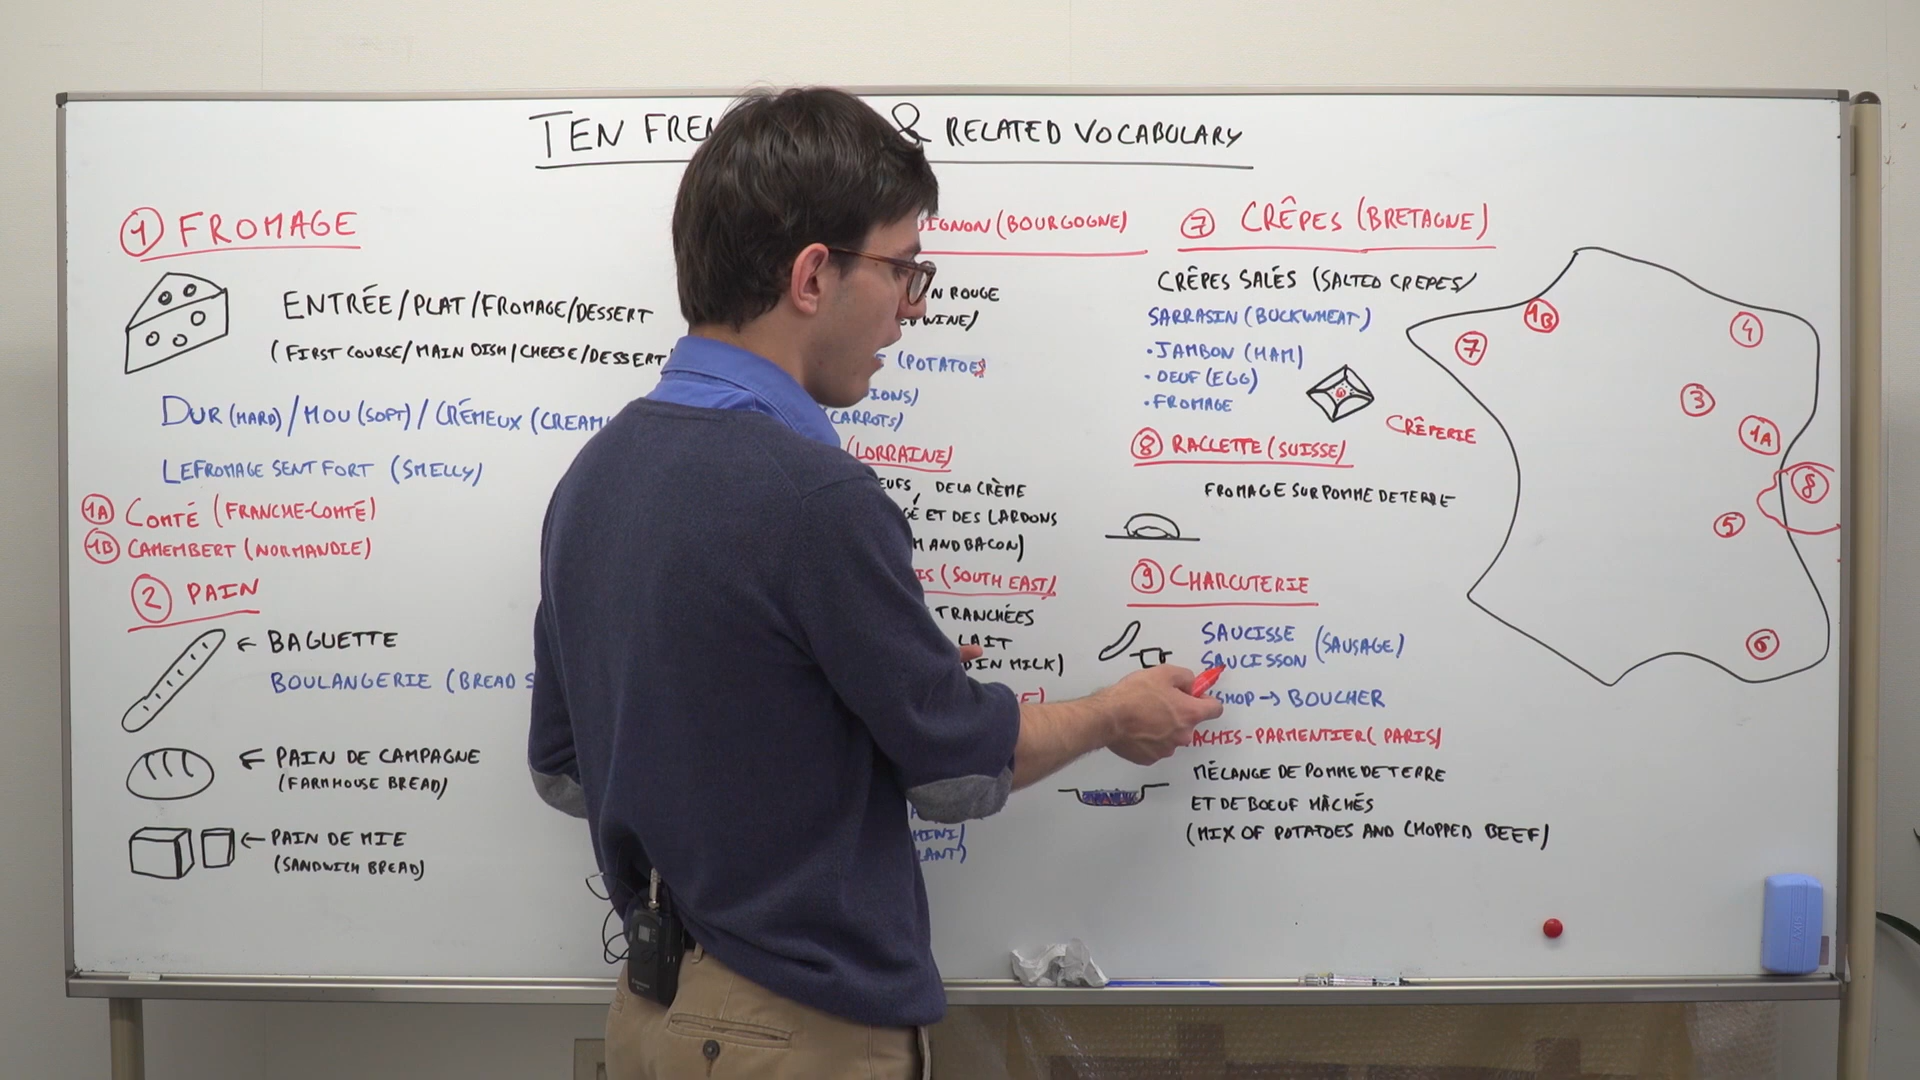 TEN & RELATED VOCABULARY
1 FROMAGE
ENTRÉE/PLAT/FROMAGE/DESSERT
(FIRST COURSE/MAIN DISH/CHEESE/DESSERT
DUR (HARD)/MOU (SOFT)/CRÉMEUX (CREAM
LE FROMAGE SENT FORT (SMELLY)
1A COMTÉ (FRANCHE-COMTÉ)
1B CAMEMBERT (NORMANDIE)
2 PAIN
← BAGUETTE
BOULANGERIE (BREAD S
← PAIN DE CAMPAGNE
(FARMHOUSE BREAD)
← PAIN DE MIE
(SANDWICH BREAD)
(BOURGOGNE)
ROUGE
WINE)
(POTATOES
(CARROTS)
(LORRAINE)
DE LA CRÈME
ET DES LARDONS
AND BACON)
(SOUTH EAST)
TRANCHÉES
LAIT
IN MILK)
7 CRÊPES (BRETAGNE)
CRÊPES SALÉS (SALTED CREPES)
SARRASIN (BUCKWHEAT)
• JAMBON (HAM)
• OEUF (EGG)
• FROMAGE
CRÊPERIE
8 RACLETTE (SUISSE)
FROMAGE SUR POMME DE TERRE
9 CHARCUTERIE
SAUCISSE
SAUCISSON (SAUSAGE)
SHOP → BOUCHER
ACHIS-PARMENTIER (PARIS)
MÉLANGE DE POMME DE TERRE
ET DE BOEUF HÂCHÉS
(MIX OF POTATOES AND CHOPPED BEEF)
1B
7
4
3
1A
8
5
6